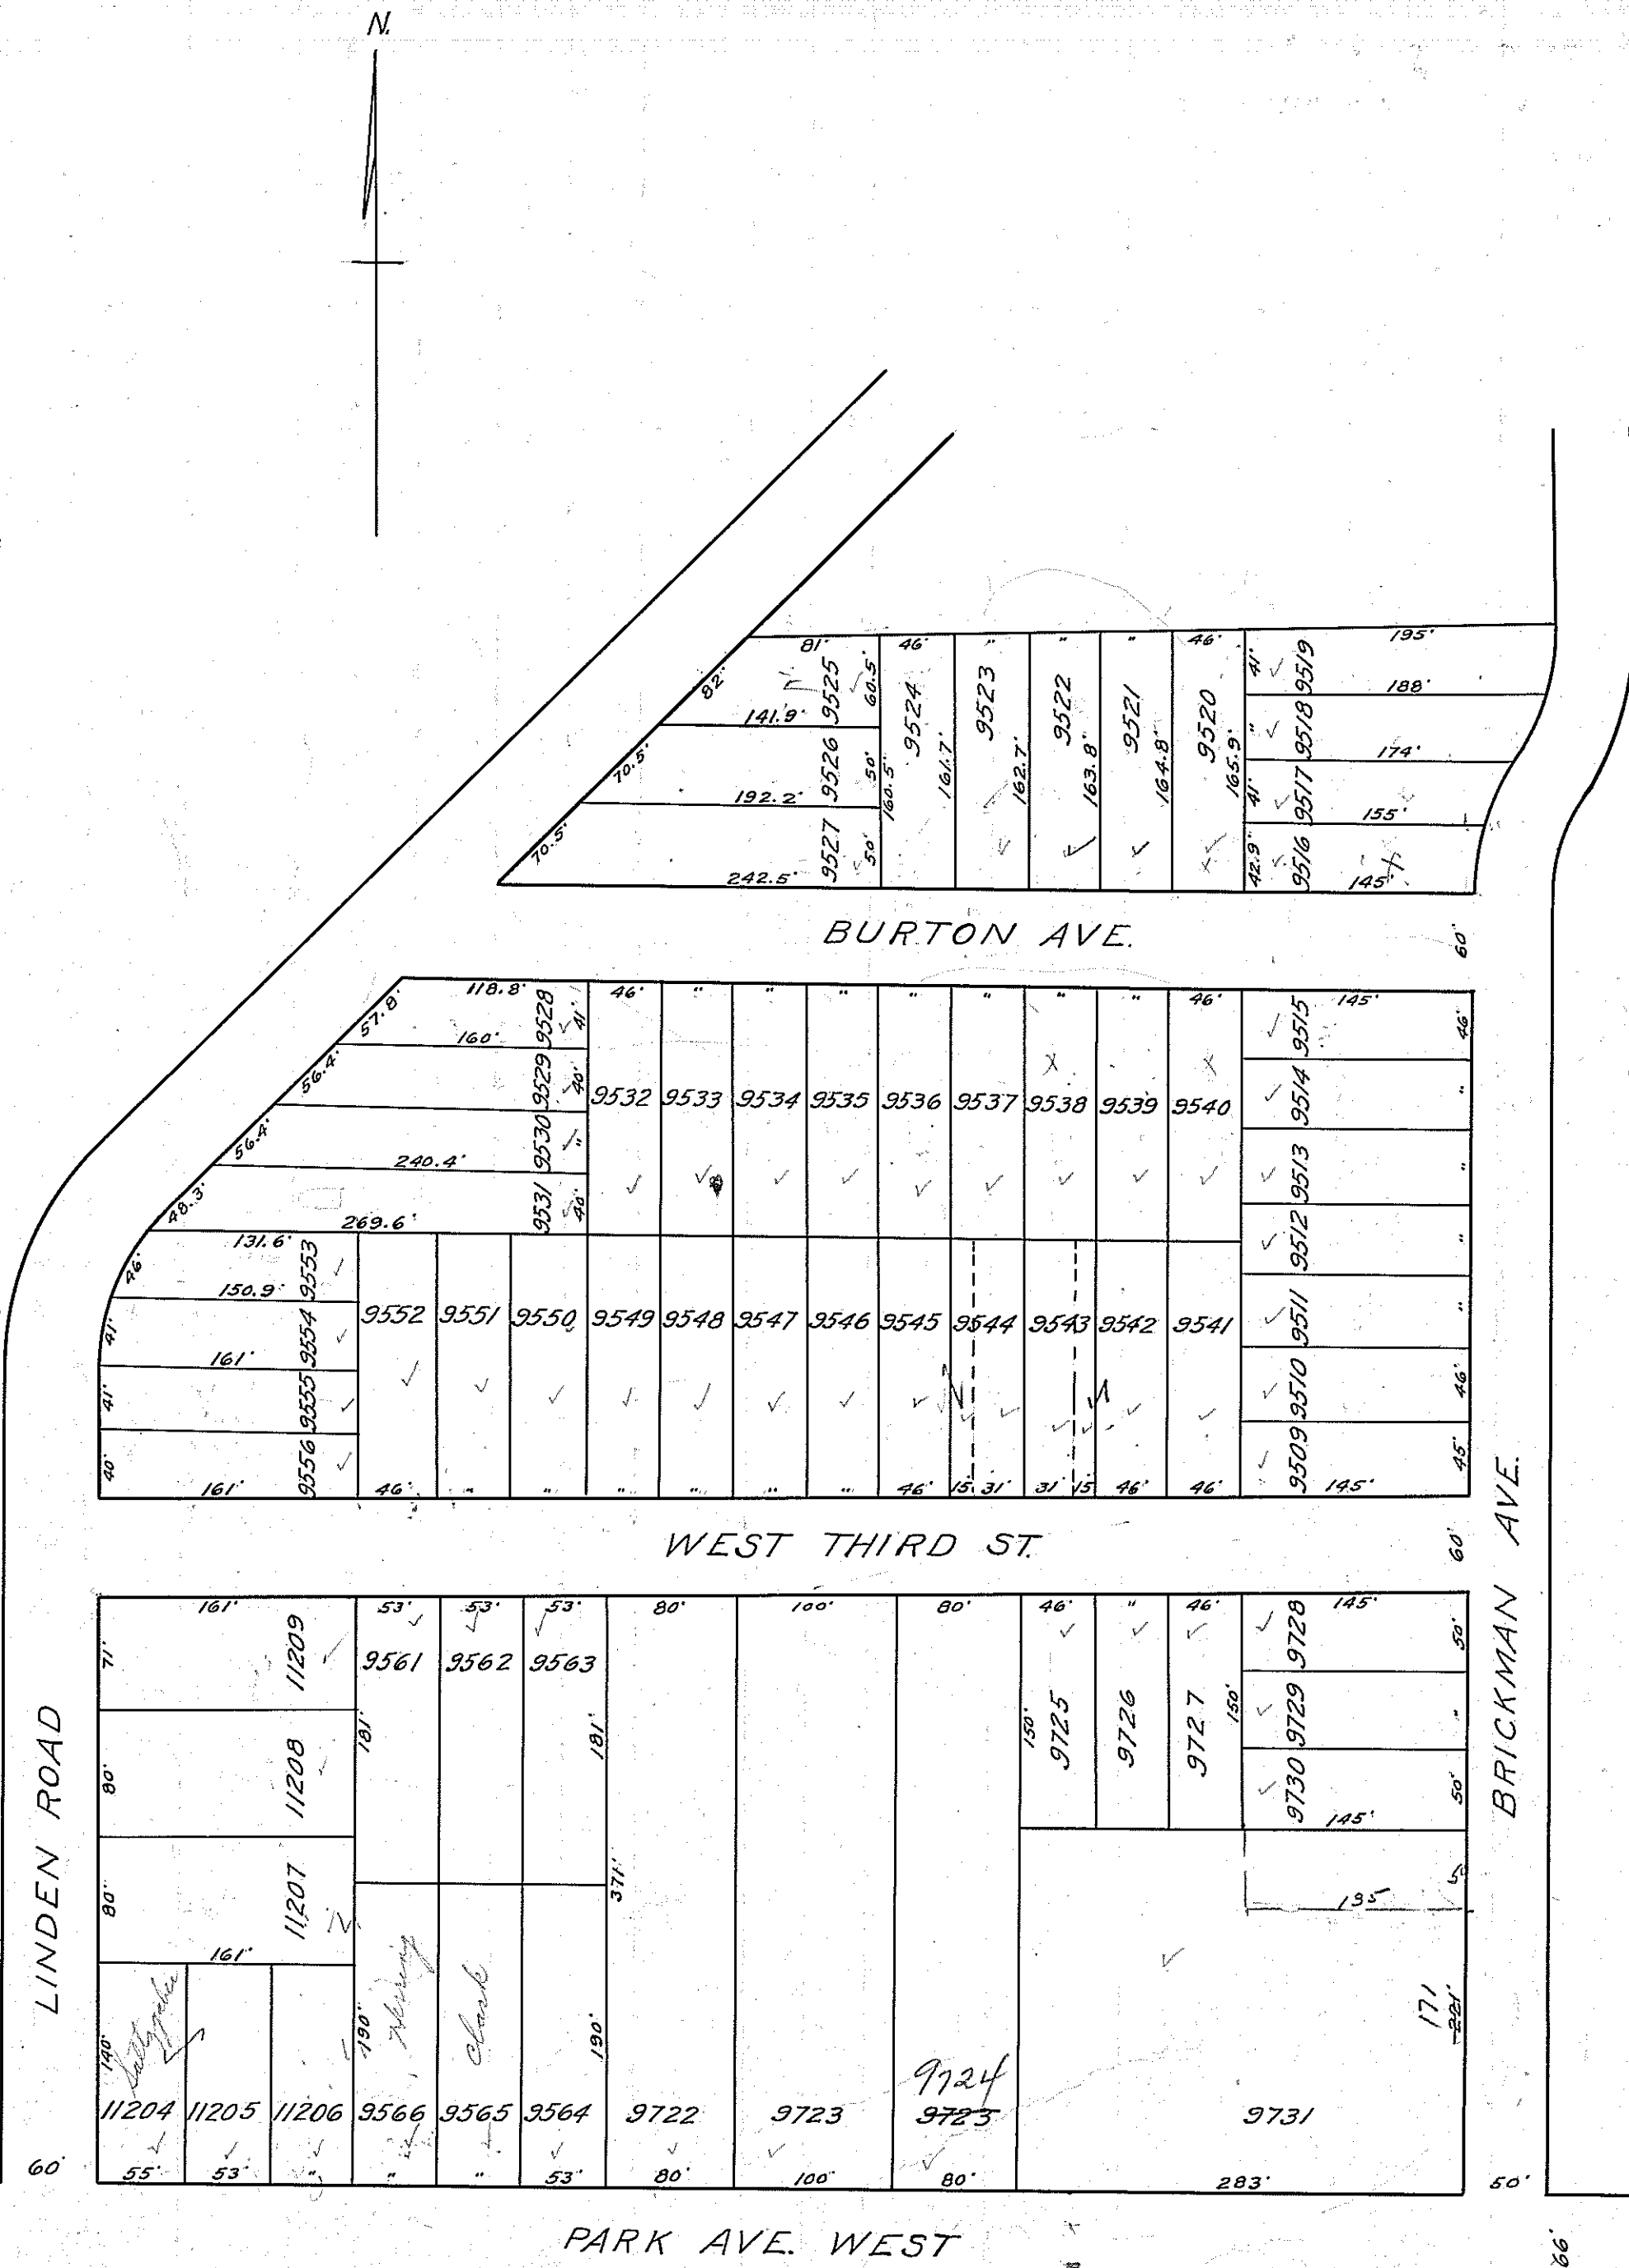 N.
81' 46' " " " 46' 195'
82' 9525 60.5' 9524 9523 9522 9521 9520 41' 9519
141.9' 188'
70.5' 9526 50' 160.5' 161.7' 162.7' 163.8' 164.8' 165.9' " 9518
174'
192.2' 41' 9517
155'
70.5' 9527 50' 42.9' 9516
242.5' 145'
BURTON AVE. 60'
118.8' 46' " " " " " " " 46' 145'
57.8' 9528 41' 9515 46'
160'
56.4' 9529 40' 9532 9533 9534 9535 9536 9537 9538 9539 9540 9514 "
56.4' 9530 " 9513 "
240.4'
48.3' 9531 40' 9512 "
269.6'
131.6'
46' 9553
150.9'
41' 9554 9552 9551 9550 9549 9548 9547 9546 9545 9544 9543 9542 9541 9511 "
161'
41' 9555 9510 46'
40' 9556 9509 45'
161' 46' " " " " " " 46' 15' 31' 31' 15' 46' 46' 145'
WEST THIRD ST. 60'
BRICKMAN AVE.
LINDEN ROAD
161' 53' 53' 53' 80' 100' 80' 46' " 46' 145'
71' 11209 9561 9562 9563 9728 50'
80' 11208 181' 181' 150' 9725 9726 9727 150' 9729 "
9730 50'
145'
80' 11207 371'
135
161'
171
221'
140' 190' Herring Clark 190'
9724
11204 11205 11206 9566 9565 9564 9722 9723 9723 9731
60' 55' 53' " " " 53' 80' 100' 80' 283' 50'
PARK AVE. WEST 66'